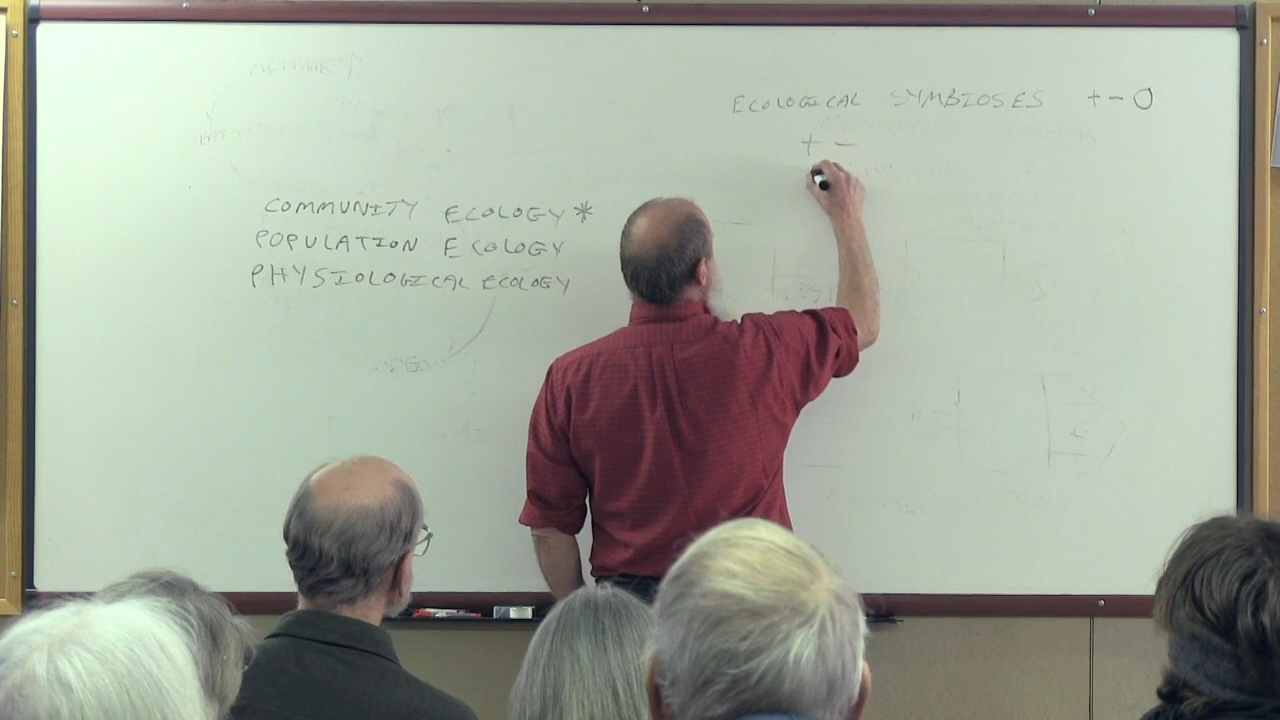 COMMUNITY ECOLOGY*
POPULATION ECOLOGY
PHYSIOLOGICAL ECOLOGY
ECOLOGICAL SYMBIOSES + - 0
+ -